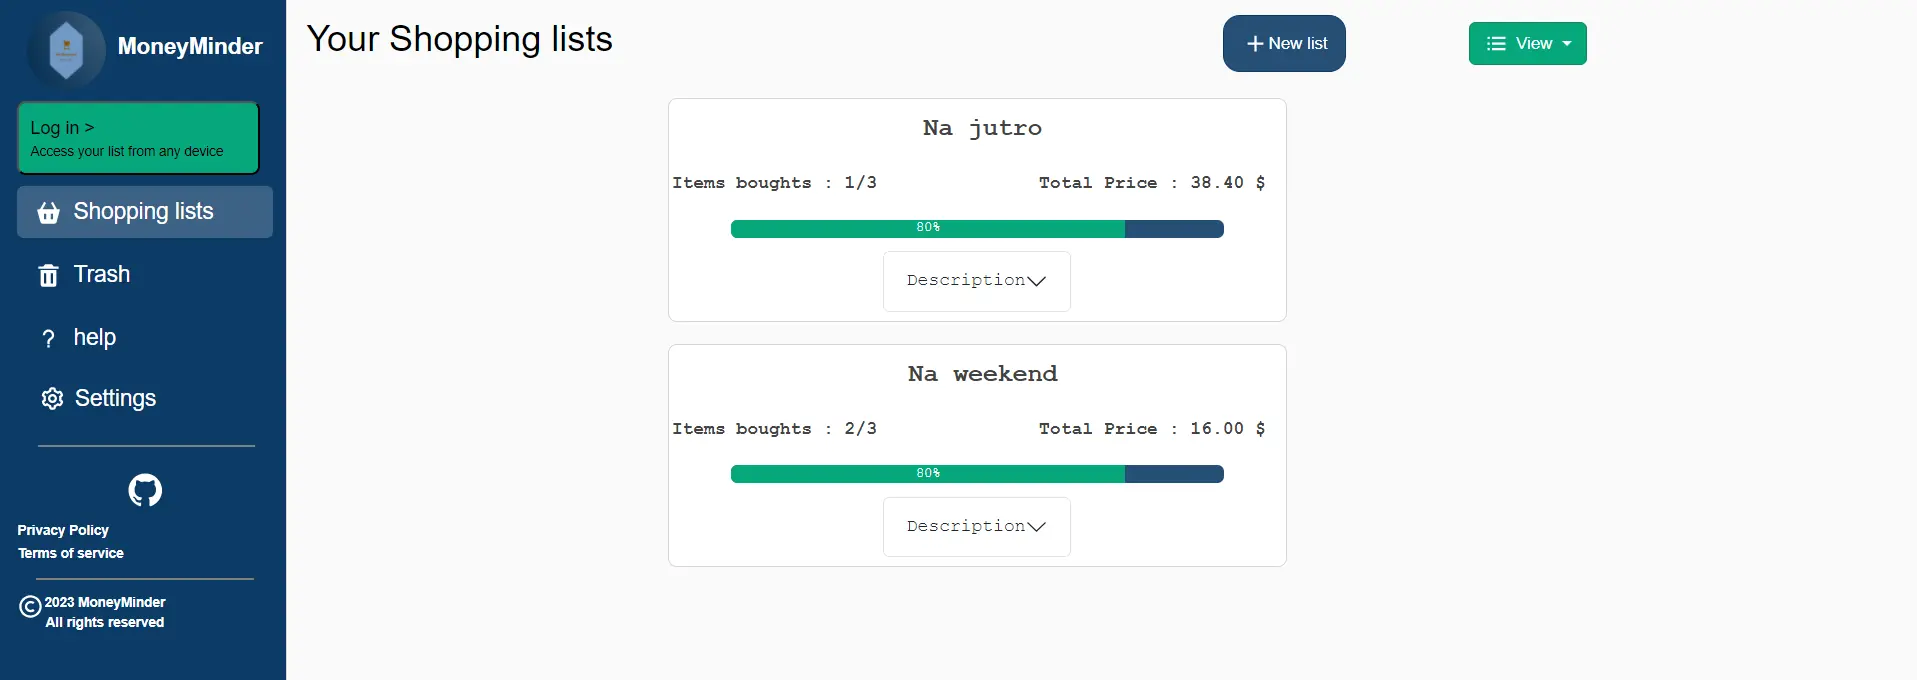 MoneyMinder
Log in >
Access your list from any device
Shopping lists
Trash
? help
Settings
Privacy Policy
Terms of service
© 2023 MoneyMinder
All rights reserved
Your Shopping lists
+ New list
View
Na jutro
Items boughts : 1/3 Total Price : 38.40 $
80%
Description
Na weekend
Items boughts : 2/3 Total Price : 16.00 $
80%
Description